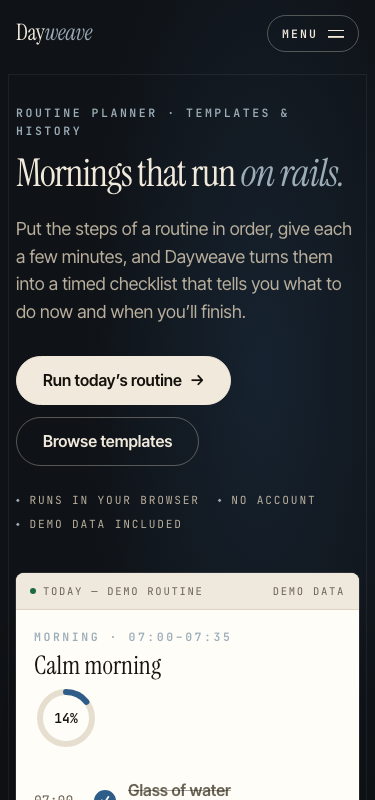 Dayweave
MENU
ROUTINE PLANNER · TEMPLATES &
HISTORY
Mornings that run on rails.
Put the steps of a routine in order, give each
a few minutes, and Dayweave turns them
into a timed checklist that tells you what to
do now and when you’ll finish.
Run today’s routine →
Browse templates
• RUNS IN YOUR BROWSER • NO ACCOUNT
• DEMO DATA INCLUDED
TODAY — DEMO ROUTINE DEMO DATA
MORNING · 07:00–07:35
Calm morning
14%
07:00 Glass of water